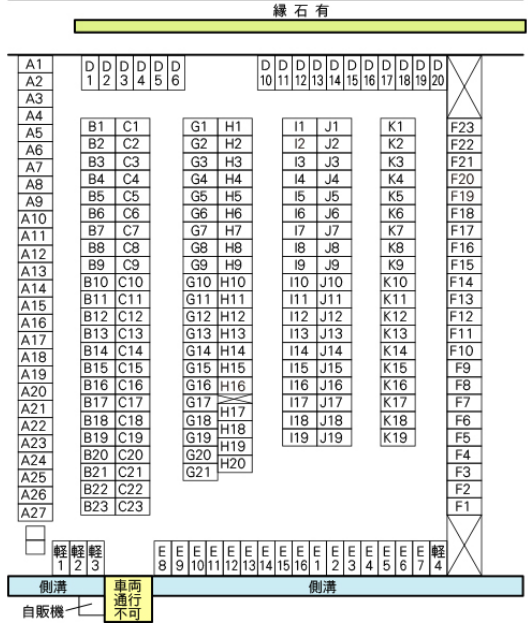 縁石有
D1 D2 D3 D4 D5 D6 D10 D11 D12 D13 D14 D15 D16 D17 D18 D19 D20
A1
A2
A3
A4
A5
A6
A7
A8
A9
A10
A11
A12
A13
A14
A15
A16
A17
A18
A19
A20
A21
A22
A23
A24
A25
A26
A27
B1 C1
B2 C2
B3 C3
B4 C4
B5 C5
B6 C6
B7 C7
B8 C8
B9 C9
B10 C10
B11 C11
B12 C12
B13 C13
B14 C14
B15 C15
B16 C16
B17 C17
B18 C18
B19 C19
B20 C20
B21 C21
B22 C22
B23 C23
G1 H1
G2 H2
G3 H3
G4 H4
G5 H5
G6 H6
G7 H7
G8 H8
G9 H9
G10 H10
G11 H11
G12 H12
G13 H13
G14 H14
G15 H15
G16 H16
G17
H17
G18
H18
G19
H19
G20
H20
G21
I1 J1
I2 J2
I3 J3
I4 J4
I5 J5
I6 J6
I7 J7
I8 J8
I9 J9
I10 J10
I11 J11
I12 J12
I13 J13
I14 J14
I15 J15
I16 J16
I17 J17
I18 J18
I19 J19
K1
K2
K3
K4
K5
K6
K7
K8
K9
K10
K11
K12
K13
K14
K15
K16
K17
K18
K19
F23
F22
F21
F20
F19
F18
F17
F16
F15
F14
F13
F12
F11
F10
F9
F8
F7
F6
F5
F4
F3
F2
F1
軽1 軽2 軽3 E8 E9 E10 E11 E12 E13 E14 E15 E16 E1 E2 E3 E4 E5 E6 E7 軽4
側溝
車両
通行
不可
側溝
自販機